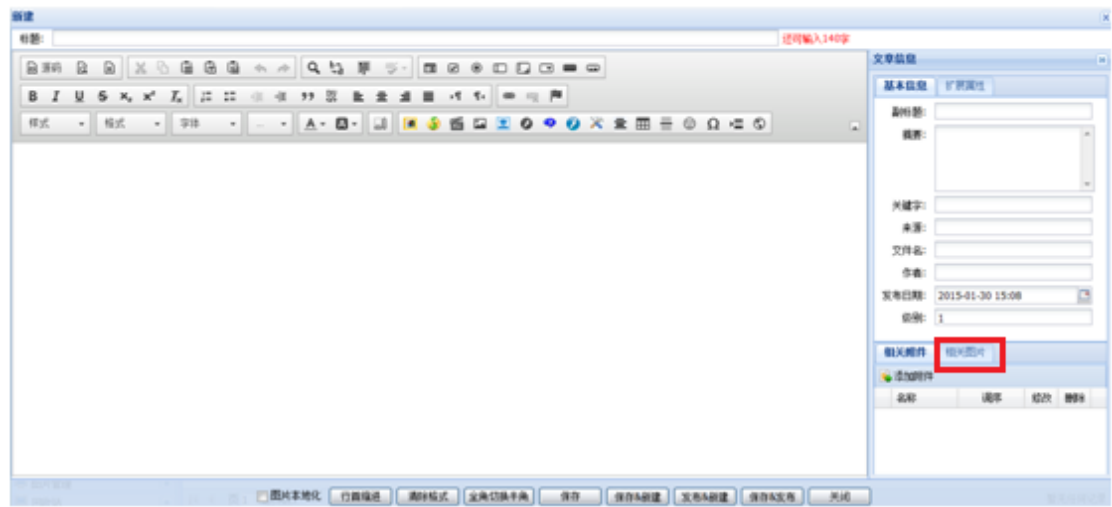 新建
标题: 还可输入140字
源码
B I U S x₂ x² Tₓ
样式 格式 字体 ... A A Ω
文章信息
基本信息 扩展属性
副标题:
摘要:
关键字:
来源:
文件名:
作者:
发布日期: 2015-01-30 15:08
级别: 1
相关附件 相关图片
添加附件
名称 调序 修改 删除
图片本地化 行首缩进 清除格式 全角切换半角 保存 保存&新建 发布&新建 保存&发布 关闭